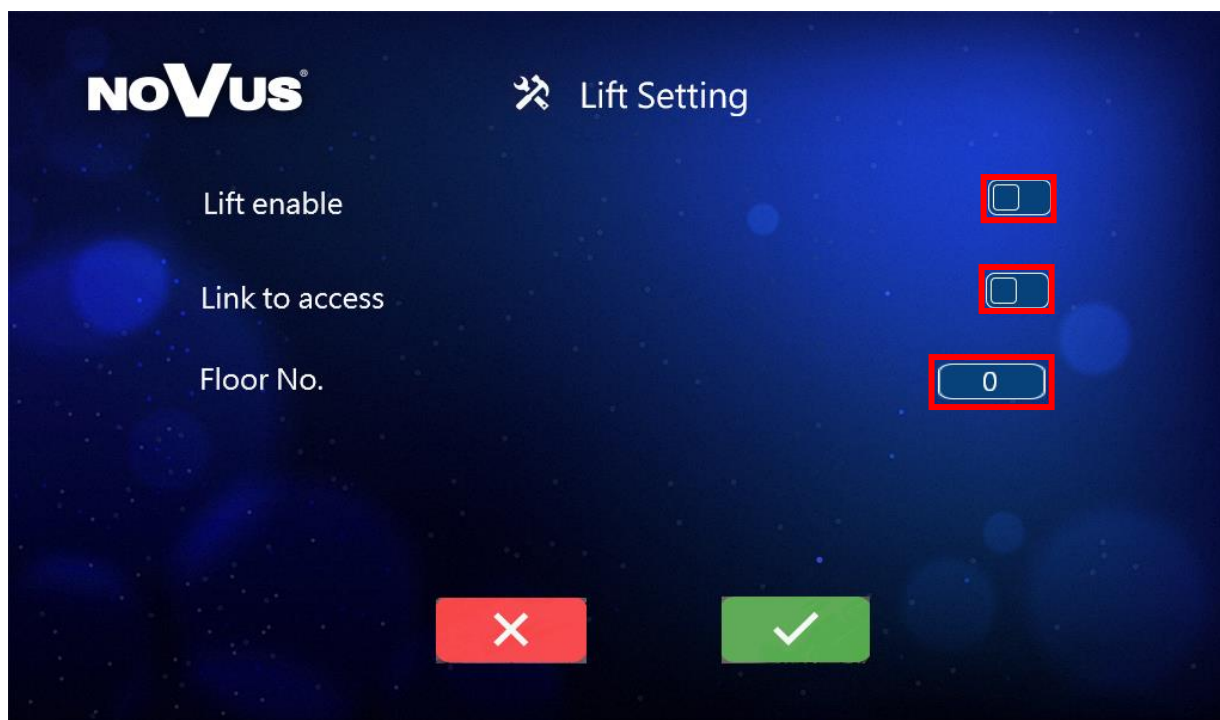 NOVUS®
Lift Setting
Lift enable
Link to access
Floor No.
0